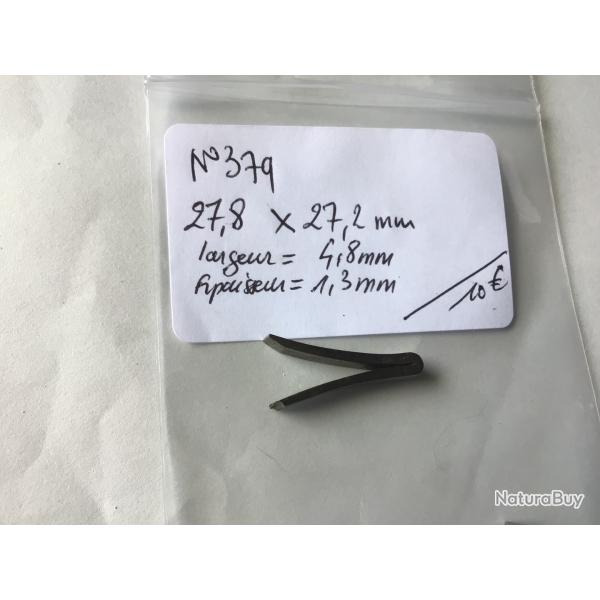 N°379
27,8 x 27,2 mm
largeur = 4,8mm
Epaisseur = 1,3mm
10 €
NaturaBuy